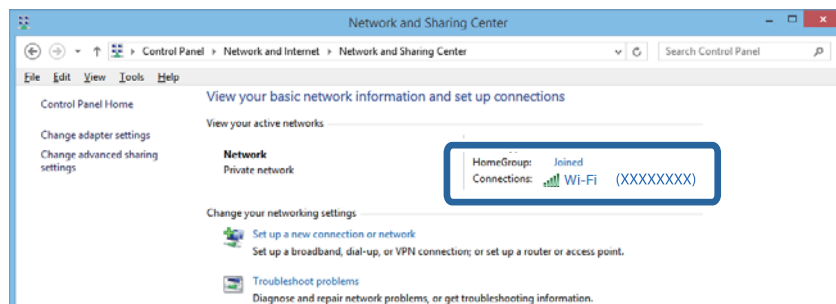 Network and Sharing Center
Control Panel Network and Internet Network and Sharing Center
Search Control Panel
File Edit View Tools Help
Control Panel Home
Change adapter settings
Change advanced sharing
settings
View your basic network information and set up connections
View your active networks
Network
Private network
HomeGroup: Joined
Connections: Wi-Fi (XXXXXXXX)
Change your networking settings
Set up a new connection or network
Set up a broadband, dial-up, or VPN connection; or set up a router or access point.
Troubleshoot problems
Diagnose and repair network problems, or get troubleshooting information.